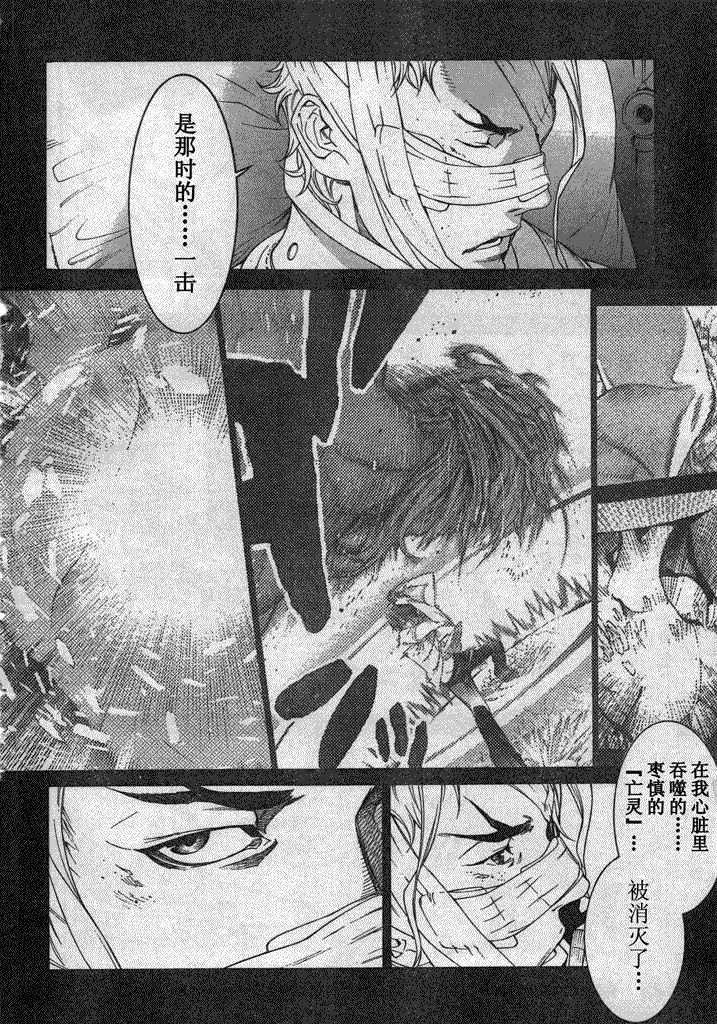 是那时的……一击
在我心脏里
吞噬的……
枣慎的
『亡灵』…
被消灭了…